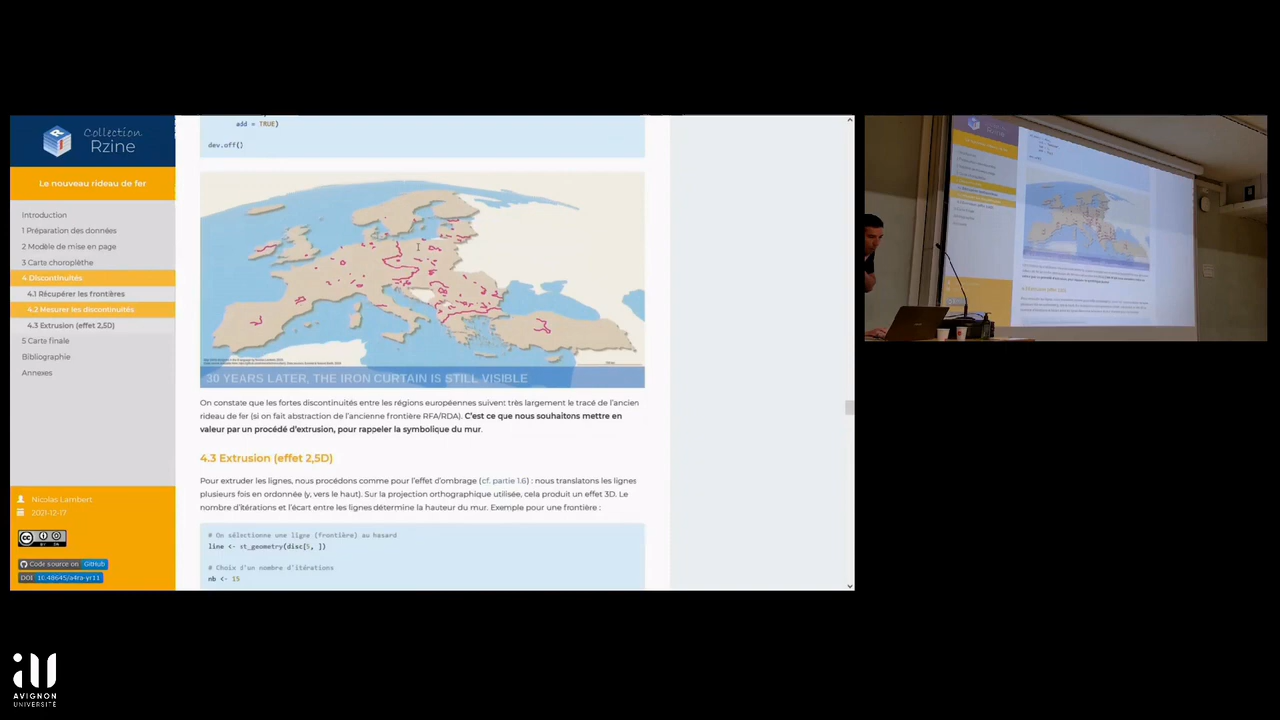 Collection
Rzine
Le nouveau rideau de fer
Introduction
1 Préparation des données
2 Modèle de mise en page
3 Carte choroplèthe
4 Discontinuités
4.1 Récupérer les frontières
4.2 Mesurer les discontinuités
4.3 Extrusion (effet 2,5D)
5 Carte finale
Bibliographie
Annexes
Nicolas Lambert
2021-12-17
Code source on GitHub
DOI 10.48645/a4ra-yr11
add = TRUE)
dev.off()
30 YEARS LATER, THE IRON CURTAIN IS STILL VISIBLE
On constate que les fortes discontinuités entre les régions européennes suivent très largement le tracé de l'ancien
rideau de fer (si on fait abstraction de l'ancienne frontière RFA/RDA). C'est ce que nous souhaitons mettre en
valeur par un procédé d'extrusion, pour rappeler la symbolique du mur.
4.3 Extrusion (effet 2,5D)
Pour extruder les lignes, nous procédons comme pour l'effet d'ombrage (cf. partie 1.6) : nous translatons les lignes
plusieurs fois en ordonnée (y, vers le haut). Sur la projection orthographique utilisée, cela produit un effet 3D. Le
nombre d'itérations et l'écart entre les lignes détermine la hauteur du mur. Exemple pour une frontière :
# On sélectionne une ligne (frontière) au hasard
line <- st_geometry(disc[5, ])
# Choix d'un nombre d'itérations
nb <- 15
AVIGNON
UNIVERSITÉ